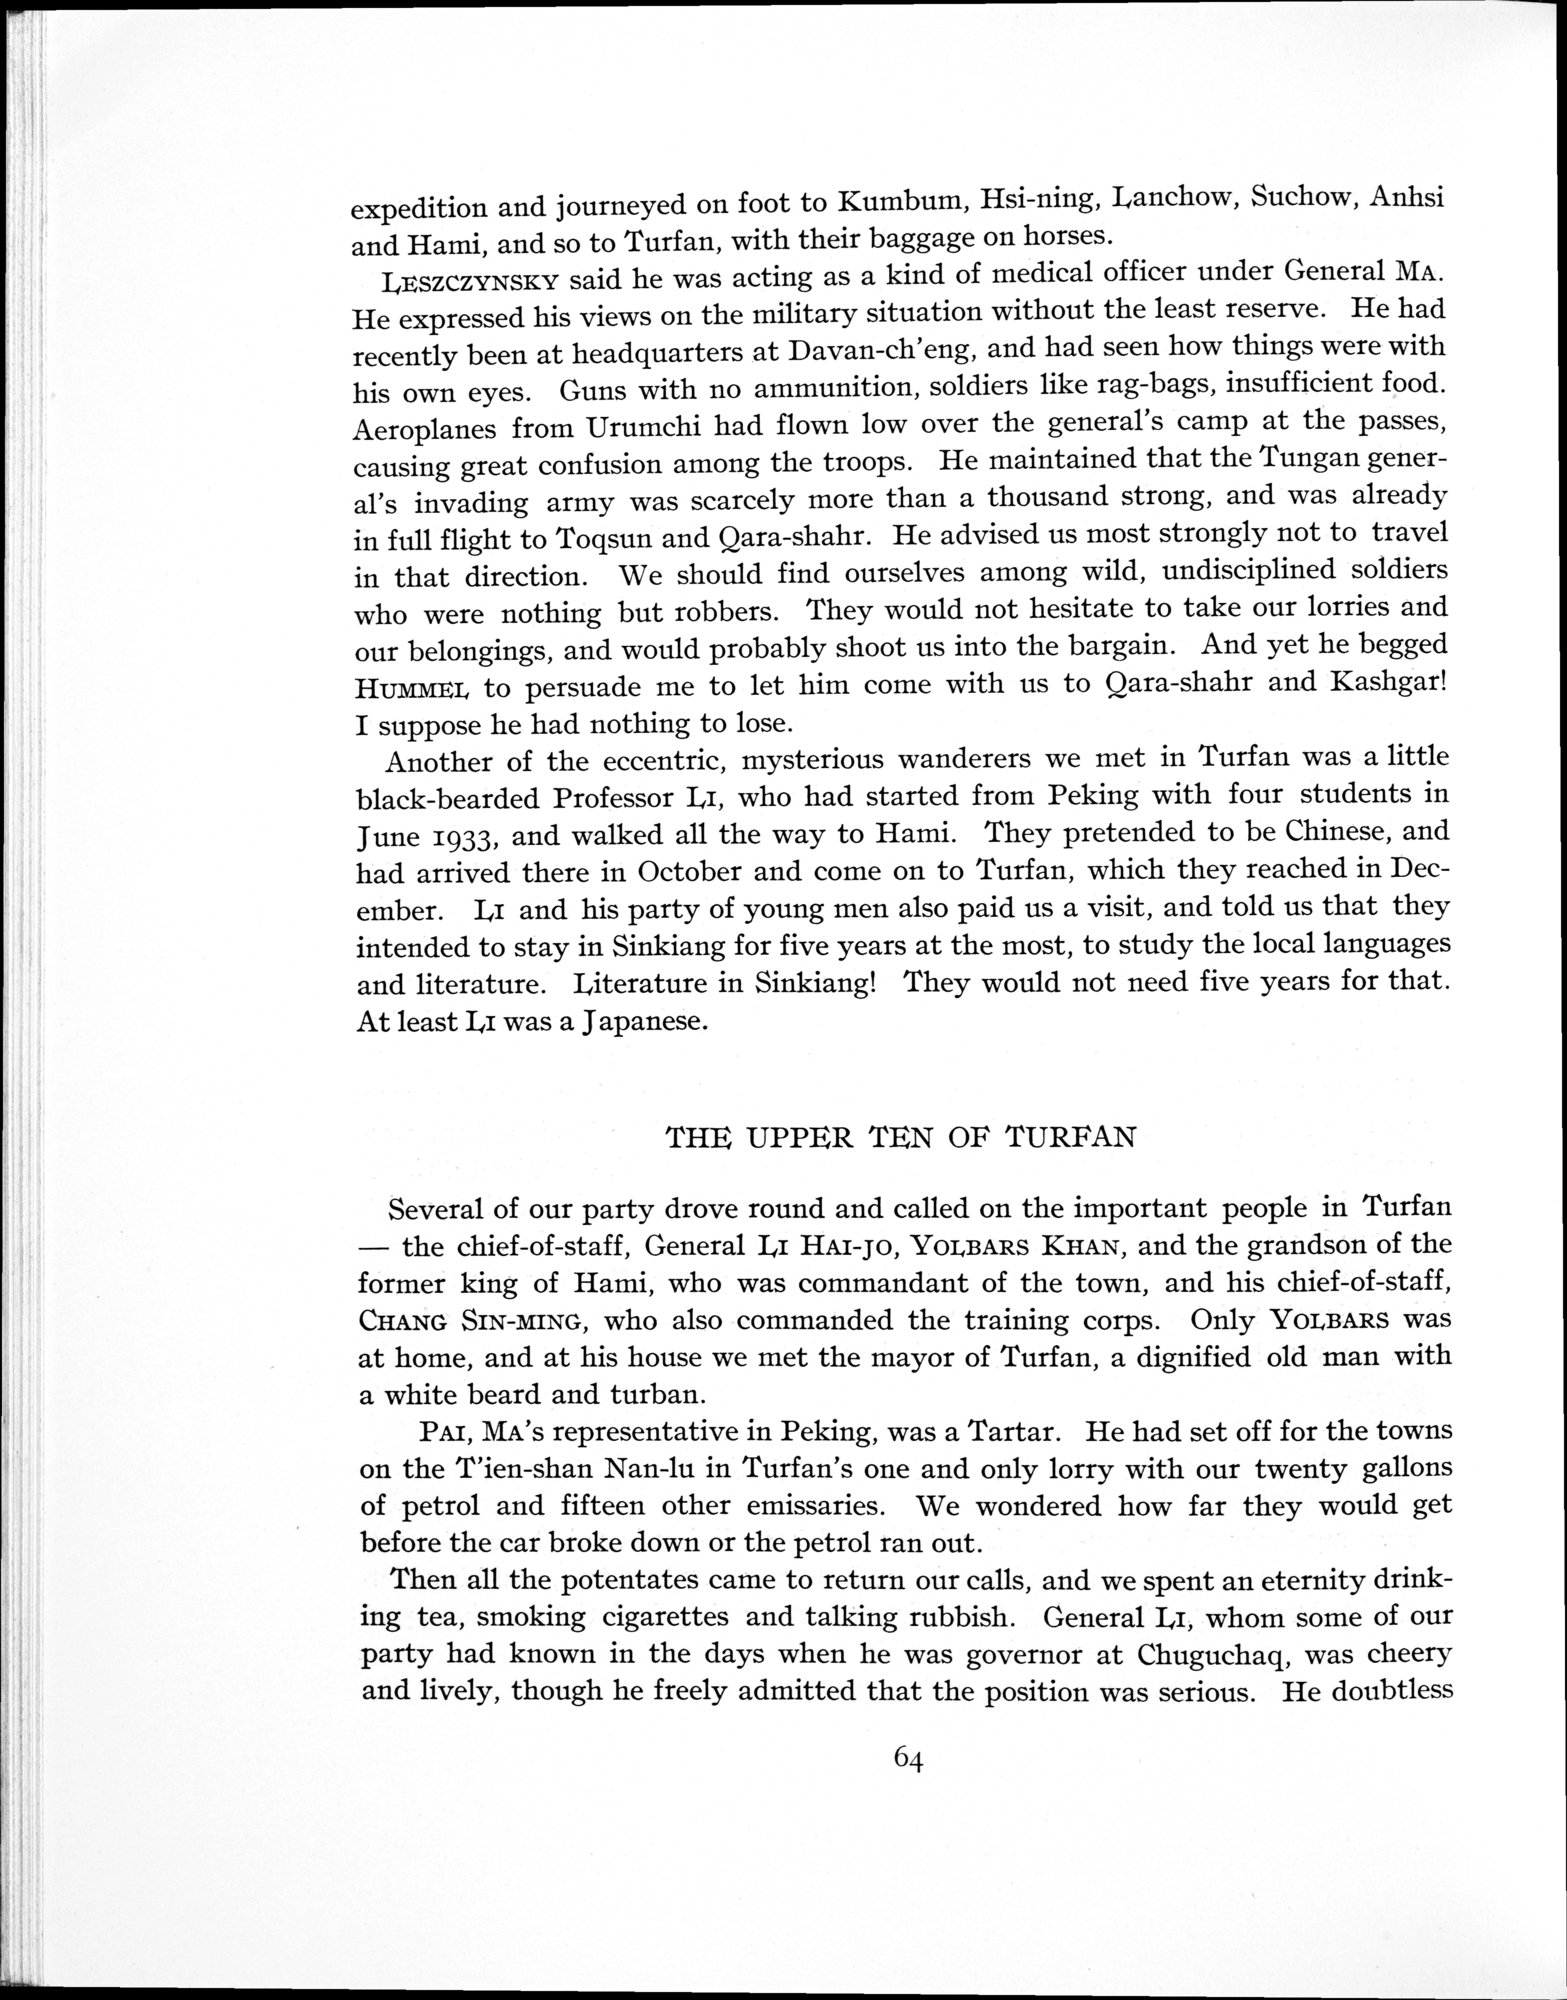 expedition and journeyed on foot to Kumbum, Hsi-ning, Lanchow, Suchow, Anhsi
and Hami, and so to Turfan, with their baggage on horses.
LESZCZYNSKY said he was acting as a kind of medical officer under General MA.
He expressed his views on the military situation without the least reserve. He had
recently been at headquarters at Davan-ch'eng, and had seen how things were with
his own eyes. Guns with no ammunition, soldiers like rag-bags, insufficient food.
Aeroplanes from Urumchi had flown low over the general's camp at the passes,
causing great confusion among the troops. He maintained that the Tungan gener-
al's invading army was scarcely more than a thousand strong, and was already
in full flight to Toqsun and Qara-shahr. He advised us most strongly not to travel
in that direction. We should find ourselves among wild, undisciplined soldiers
who were nothing but robbers. They would not hesitate to take our lorries and
our belongings, and would probably shoot us into the bargain. And yet he begged
HUMMEL to persuade me to let him come with us to Qara-shahr and Kashgar!
I suppose he had nothing to lose.
Another of the eccentric, mysterious wanderers we met in Turfan was a little
black-bearded Professor LI, who had started from Peking with four students in
June 1933, and walked all the way to Hami. They pretended to be Chinese, and
had arrived there in October and come on to Turfan, which they reached in Dec-
ember. LI and his party of young men also paid us a visit, and told us that they
intended to stay in Sinkiang for five years at the most, to study the local languages
and literature. Literature in Sinkiang! They would not need five years for that.
At least LI was a Japanese.
THE UPPER TEN OF TURFAN
Several of our party drove round and called on the important people in Turfan
— the chief-of-staff, General LI HAI-JO, YOLBARS KHAN, and the grandson of the
former king of Hami, who was commandant of the town, and his chief-of-staff,
CHANG SIN-MING, who also commanded the training corps. Only YOLBARS was
at home, and at his house we met the mayor of Turfan, a dignified old man with
a white beard and turban.
PAI, MA's representative in Peking, was a Tartar. He had set off for the towns
on the T'ien-shan Nan-lu in Turfan's one and only lorry with our twenty gallons
of petrol and fifteen other emissaries. We wondered how far they would get
before the car broke down or the petrol ran out.
Then all the potentates came to return our calls, and we spent an eternity drink-
ing tea, smoking cigarettes and talking rubbish. General LI, whom some of our
party had known in the days when he was governor at Chuguchaq, was cheery
and lively, though he freely admitted that the position was serious. He doubtless
64